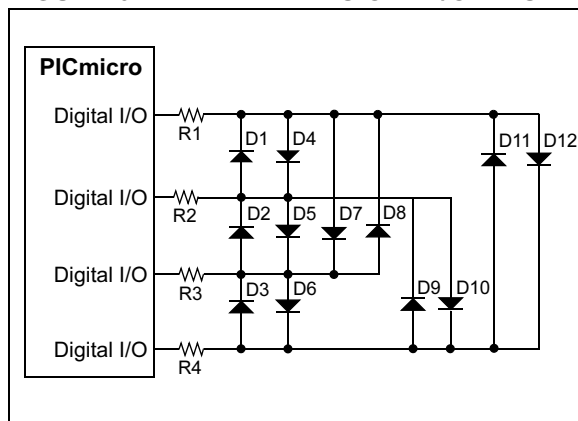 PICmicro
Digital I/O
R1
D1
D4
D11
D12
Digital I/O
R2
D2
D5
D7
D8
Digital I/O
R3
D3
D6
D9
D10
Digital I/O
R4